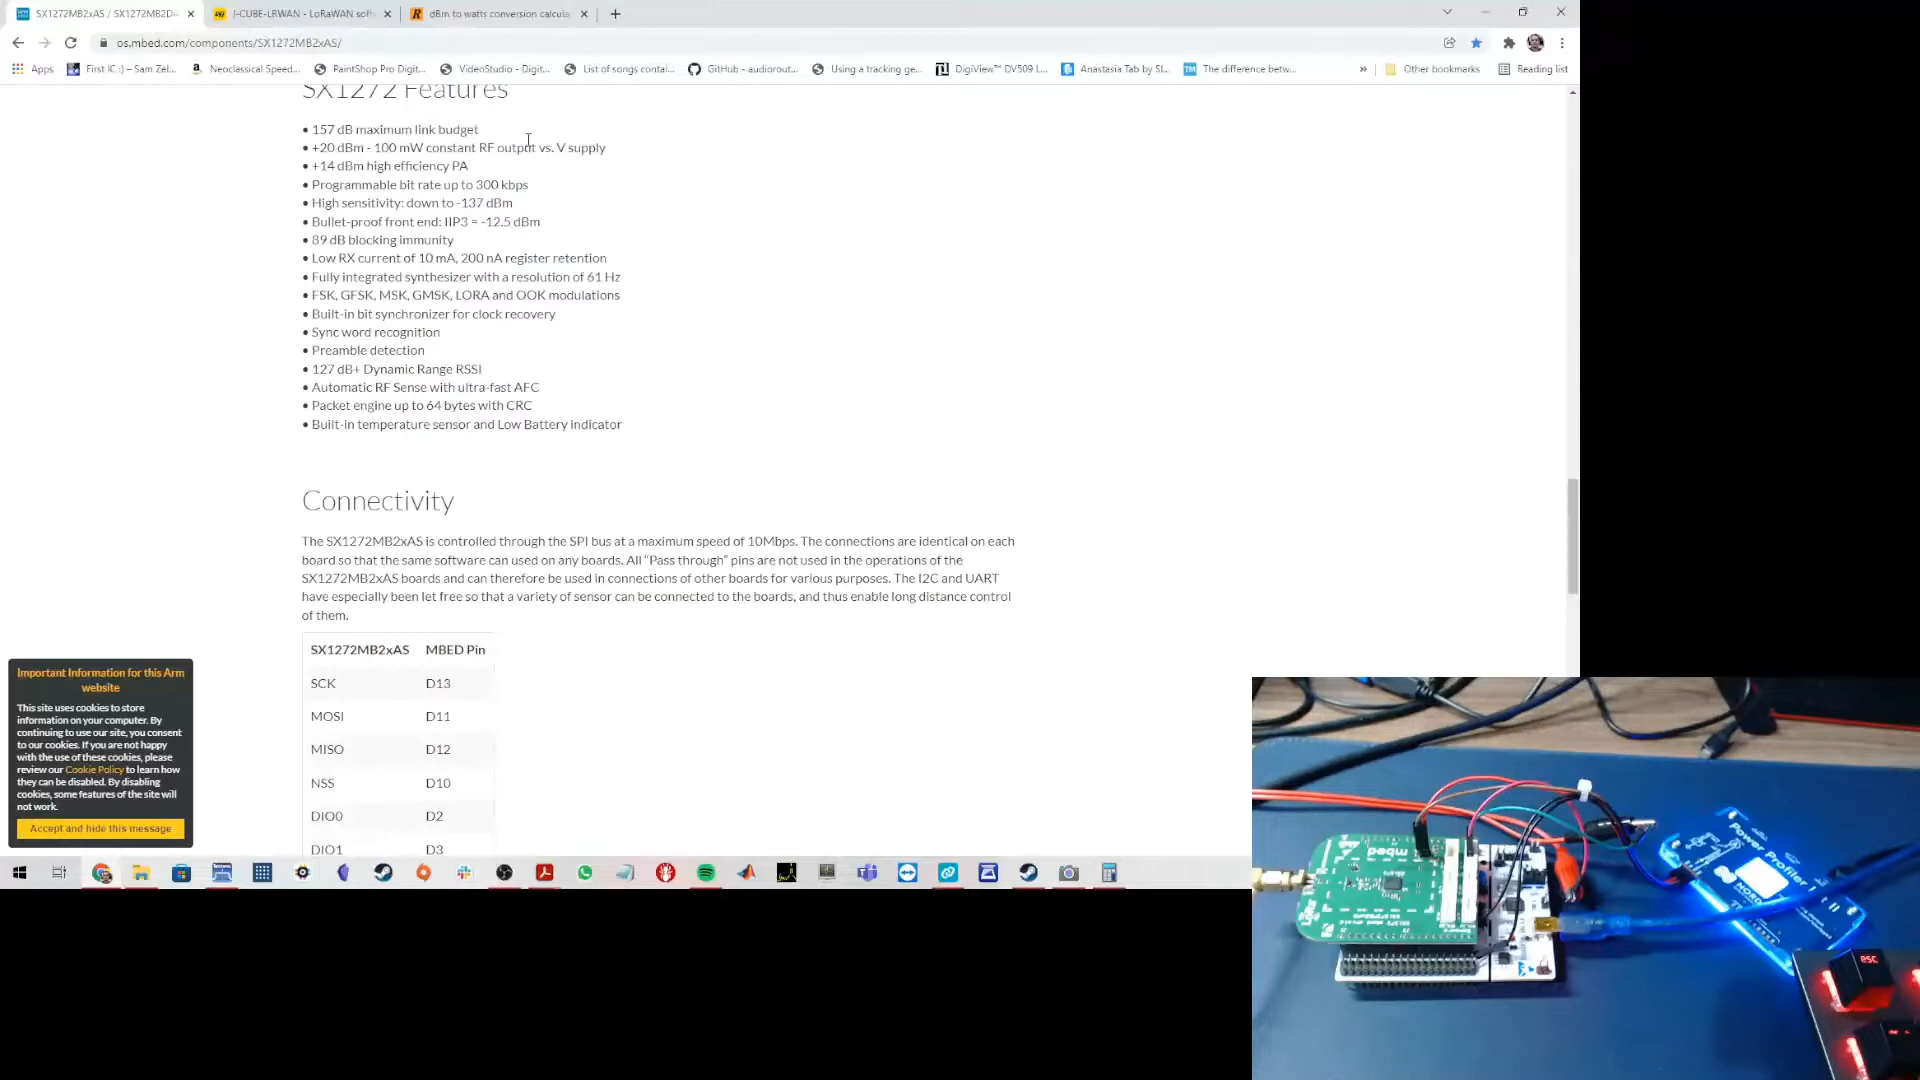 SX1272MB2xAS / SX1272MB2D
I-CUBE-LRWAN - LoRaWAN soft
dBm to watts conversion calcula
os.mbed.com/components/SX1272MB2xAS/
Apps
First IC :) – Sam Zel...
Neoclassical Speed...
PaintShop Pro Digit...
VideoStudio - Digit...
List of songs contai...
GitHub - audiorout...
Using a tracking ge...
DigiView™ DV509 L...
Anastasia Tab by Sl...
The difference betw...
»
Other bookmarks
Reading list
SX1272 Features
• 157 dB maximum link budget
• +20 dBm - 100 mW constant RF output vs. V supply
• +14 dBm high efficiency PA
• Programmable bit rate up to 300 kbps
• High sensitivity: down to -137 dBm
• Bullet-proof front end: IIP3 = -12.5 dBm
• 89 dB blocking immunity
• Low RX current of 10 mA, 200 nA register retention
• Fully integrated synthesizer with a resolution of 61 Hz
• FSK, GFSK, MSK, GMSK, LORA and OOK modulations
• Built-in bit synchronizer for clock recovery
• Sync word recognition
• Preamble detection
• 127 dB+ Dynamic Range RSSI
• Automatic RF Sense with ultra-fast AFC
• Packet engine up to 64 bytes with CRC
• Built-in temperature sensor and Low Battery indicator
Connectivity
The SX1272MB2xAS is controlled through the SPI bus at a maximum speed of 10Mbps. The connections are identical on each
board so that the same software can used on any boards. All “Pass through” pins are not used in the operations of the
SX1272MB2xAS boards and can therefore be used in connections of other boards for various purposes. The I2C and UART
have especially been let free so that a variety of sensor can be connected to the boards, and thus enable long distance control
of them.
SX1272MB2xAS MBED Pin
SCK D13
MOSI D11
MISO D12
NSS D10
DIO0 D2
DIO1 D3
Important Information for this Arm
website
This site uses cookies to store
information on your computer. By
continuing to use our site, you consent
to our cookies. If you are not happy
with the use of these cookies, please
review our Cookie Policy to learn how
they can be disabled. By disabling
cookies, some features of the site will
not work.
Accept and hide this message
mbed
Power Profiler
NORD
esc